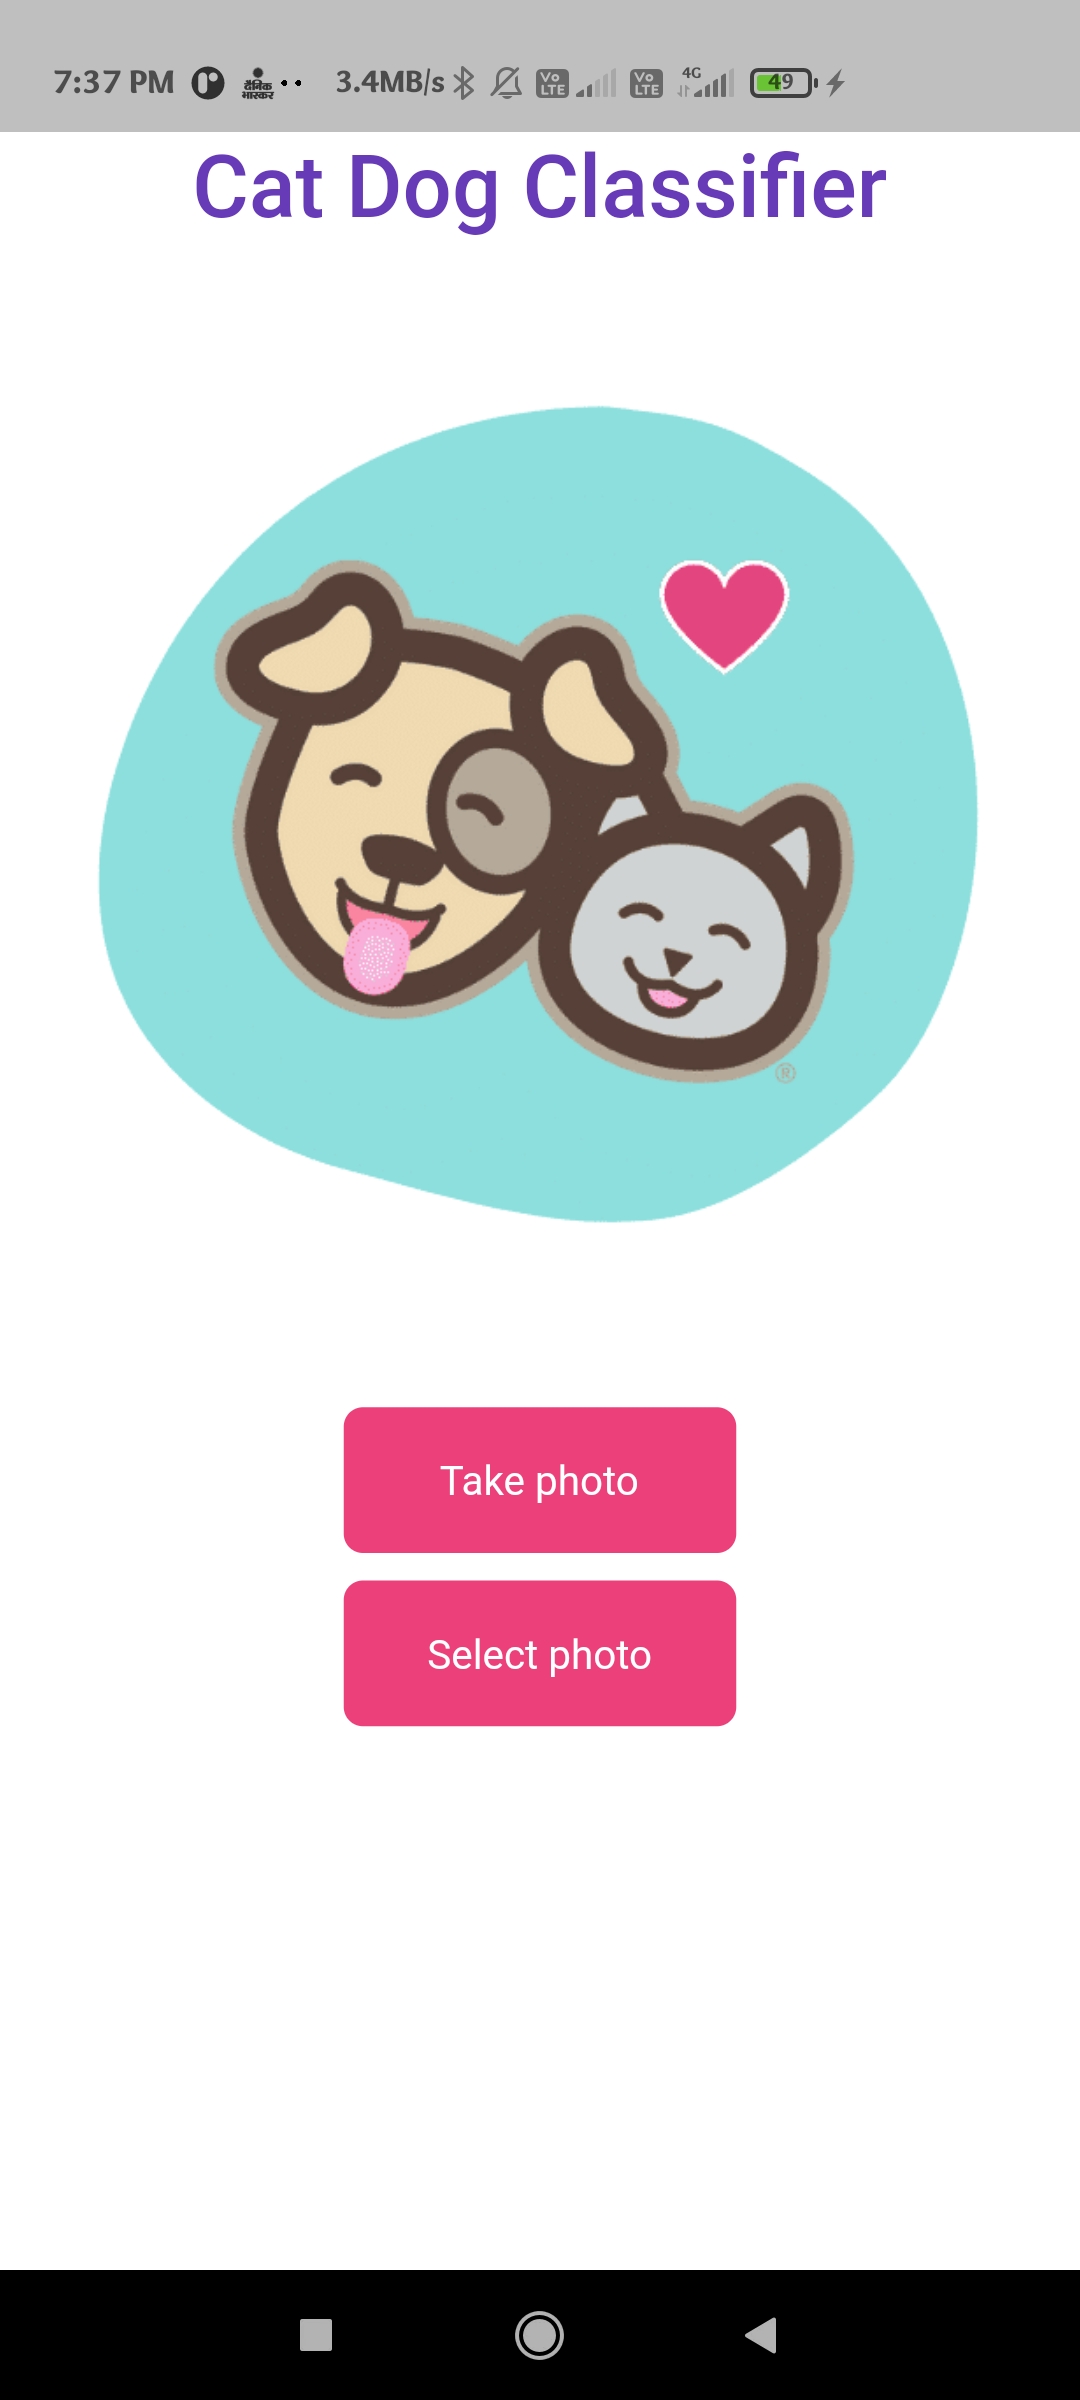 7:37 PM दैनिक भास्कर 3.4MB/s Vo LTE Vo LTE 4G 49
Cat Dog Classifier
®
Take photo
Select photo